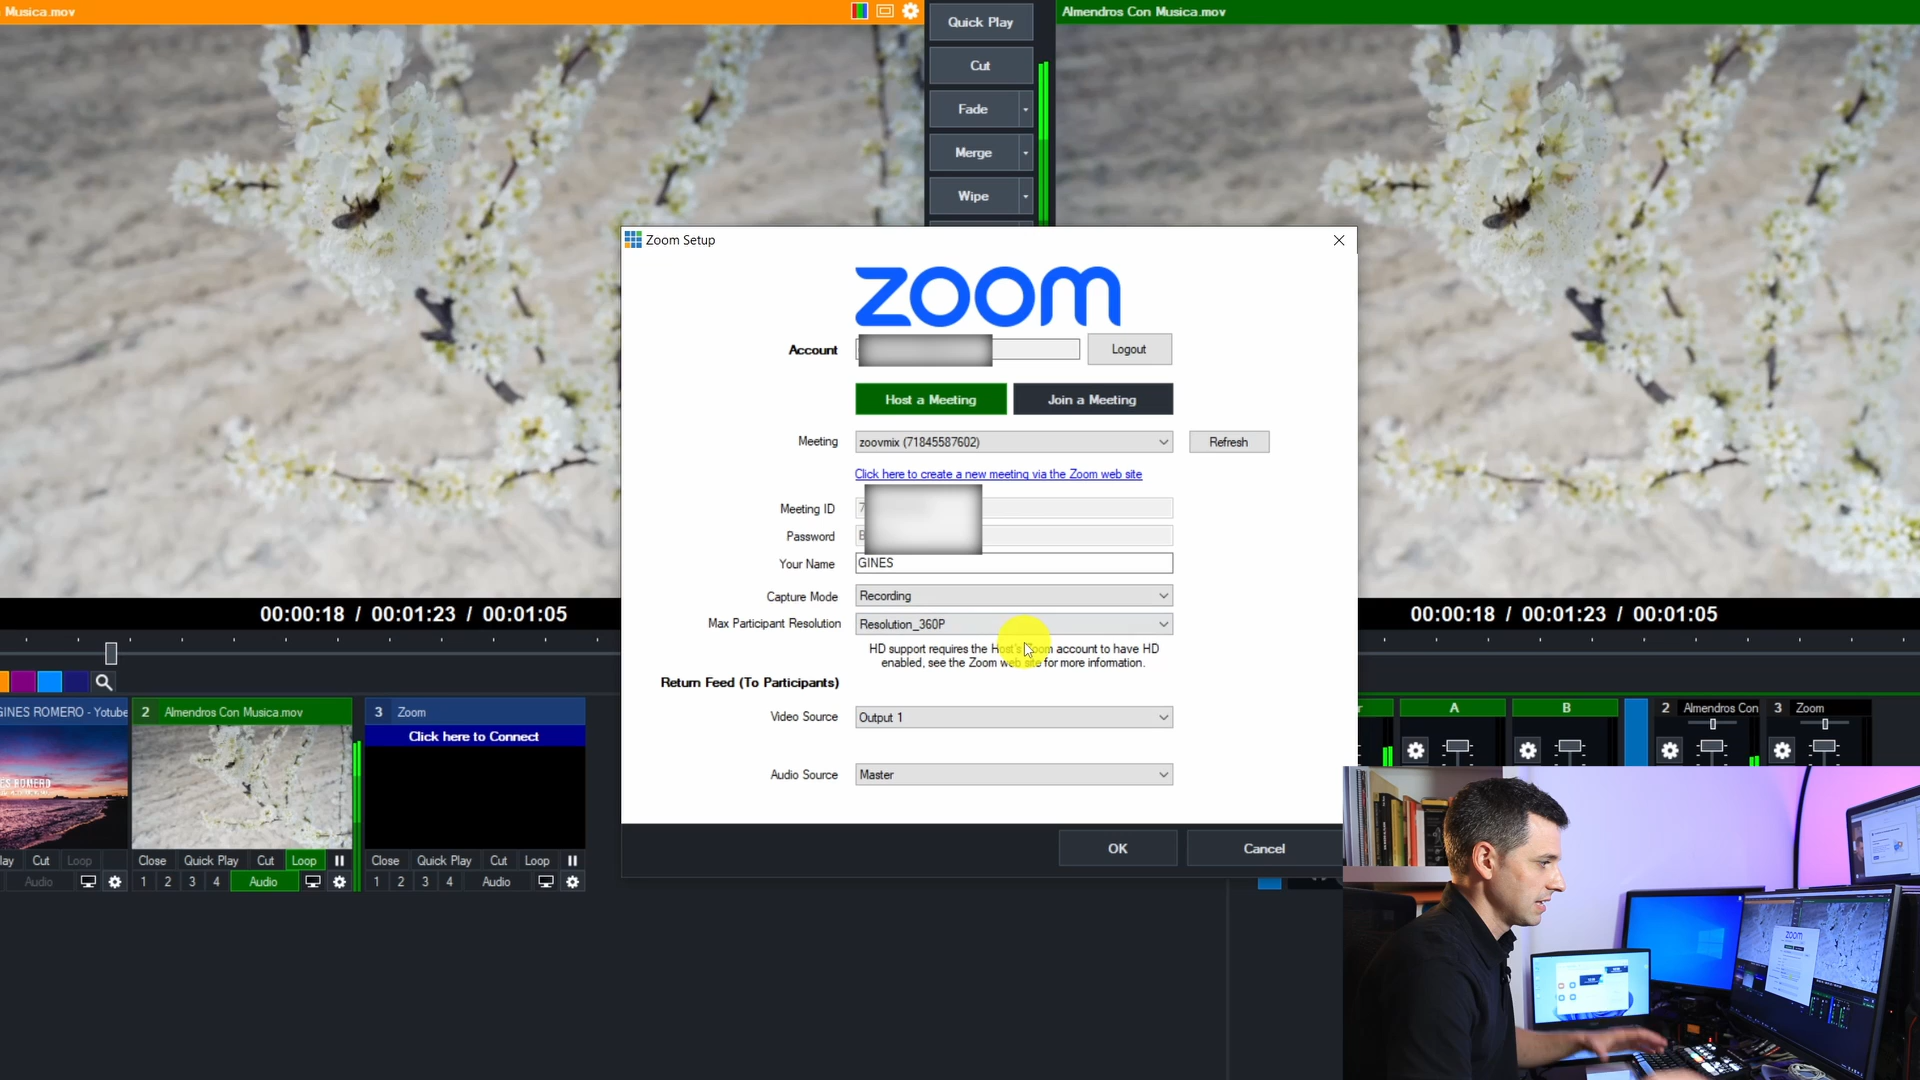 Musica.mov
Almendros Con Musica.mov
Quick Play
Cut
Fade
Merge
Wipe
Zoom Setup
zoom
Account
Logout
Host a Meeting
Join a Meeting
Meeting
zoovmix (71845587602)
Refresh
Click here to create a new meeting via the Zoom web site
Meeting ID
7
Password
Your Name
GINES
Capture Mode
Recording
Max Participant Resolution
Resolution_360P
HD support requires the Host's Zoom account to have HD
enabled, see the Zoom web site for more information.
Return Feed (To Participants)
Video Source
Output 1
Audio Source
Master
OK
Cancel
00:00:18 / 00:01:23 / 00:01:05
00:00:18 / 00:01:23 / 00:01:05
GINES ROMERO - Yotube
2 Almendros Con Musica.mov
3 Zoom
Click here to Connect
lay Cut Loop
Close Quick Play Cut Loop
Close Quick Play Cut Loop
Audio
1 2 3 4 Audio
1 2 3 4 Audio
r
A
B
2 Almendros Con
3 Zoom
zoom